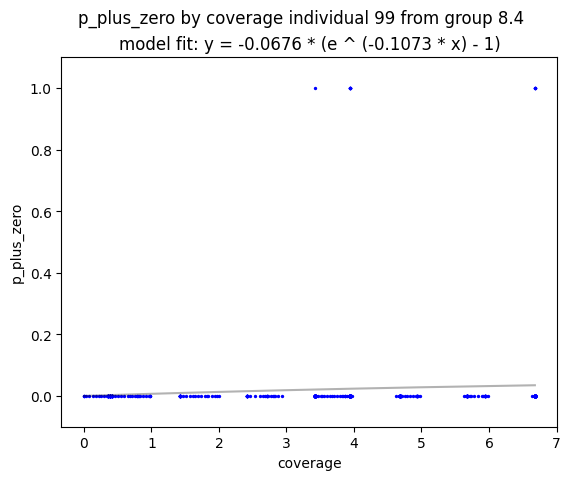 p_plus_zero by coverage individual 99 from group 8.4
model fit: y = -0.0676 * (e ^ (-0.1073 * x) - 1)
1.0
0.8
0.6
0.4
0.2
0.0
p_plus_zero
0 1 2 3 4 5 6 7
coverage